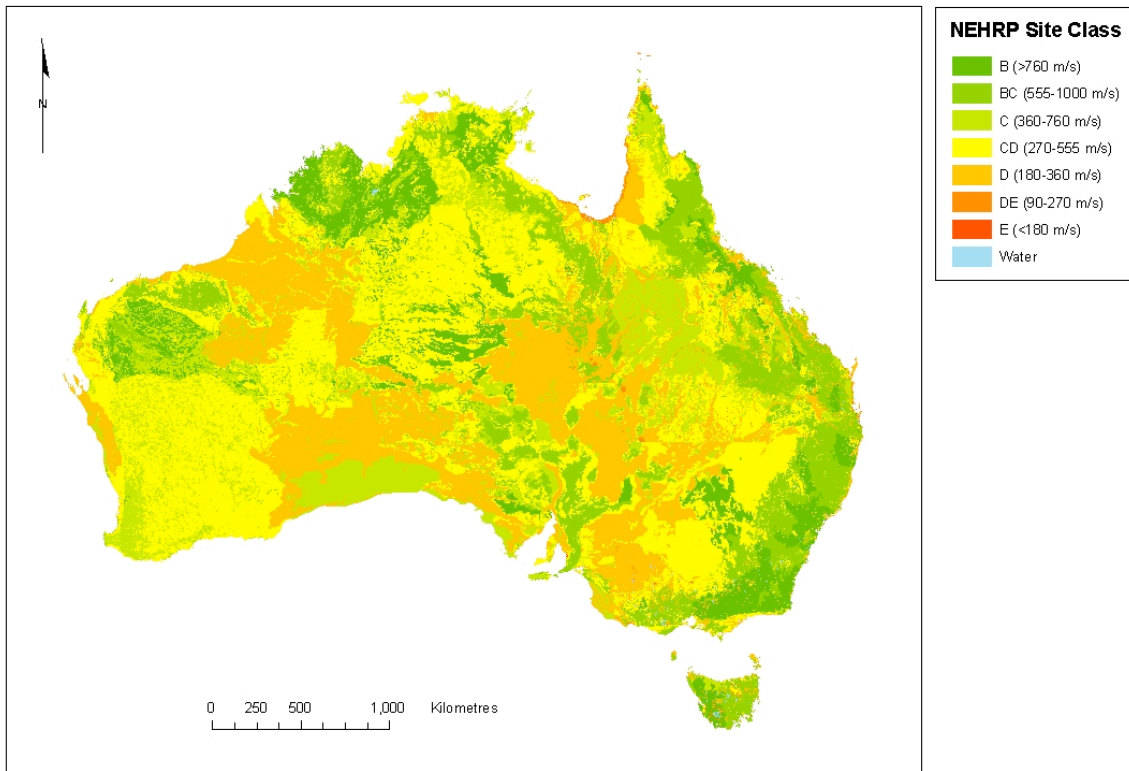 N
0 250 500 1,000 Kilometres
NEHRP Site Class
B (>760 m/s)
BC (555-1000 m/s)
C (360-760 m/s)
CD (270-555 m/s)
D (180-360 m/s)
DE (90-270 m/s)
E (<180 m/s)
Water